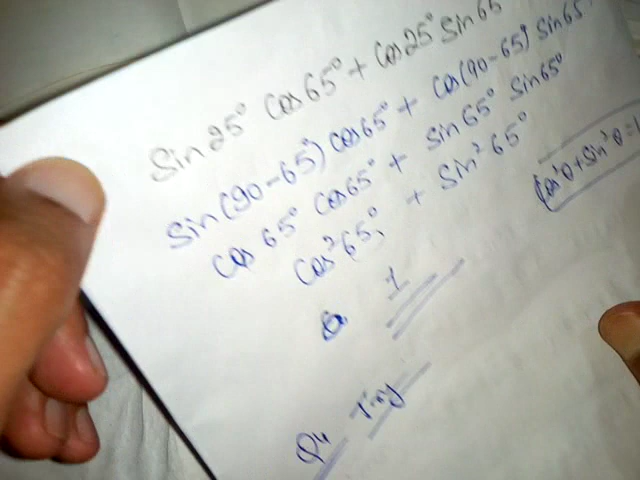 Sin 25° Cos 65° + Cos 25° Sin 65
Sin(90-65°) Cos 65° + Cos(90-65°) Sin 65°
Cos 65° Cos 65° + Sin 65° Sin 65°
Cos² 65° + Sin² 65°
Cos²θ + Sin²θ = 1
1